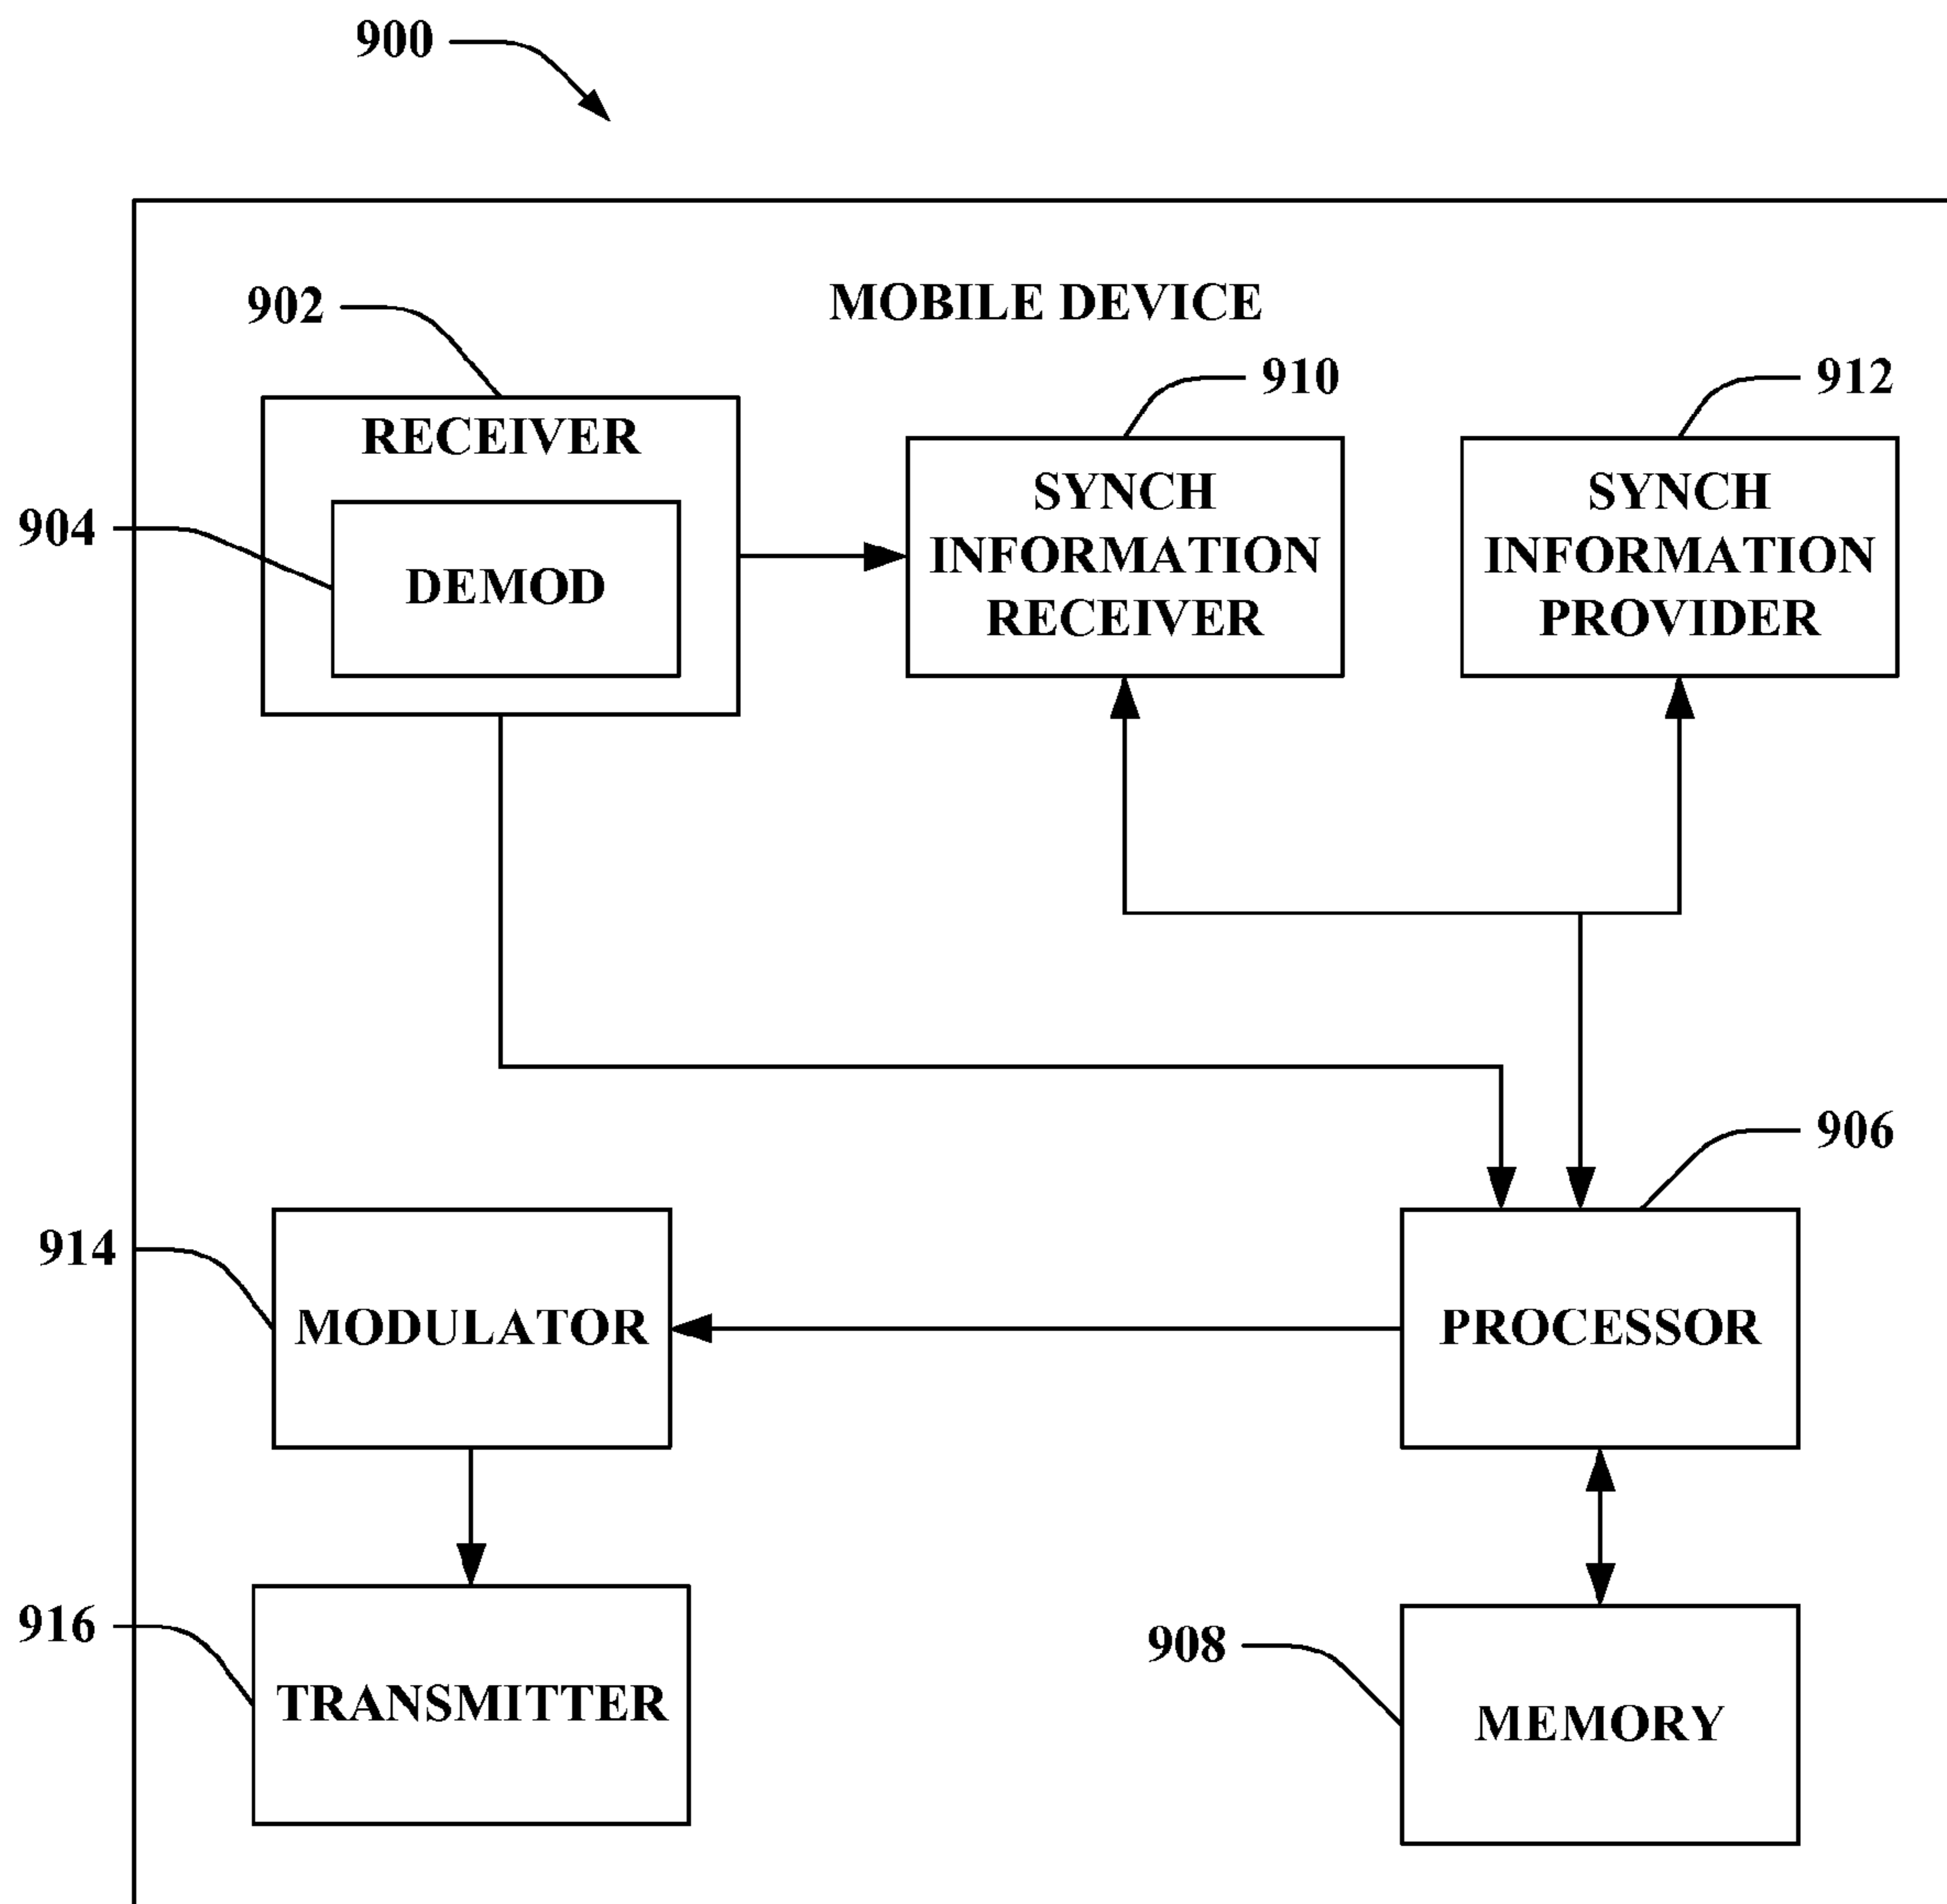 900
902
MOBILE DEVICE
910
912
RECEIVER
SYNCH
INFORMATION
RECEIVER
SYNCH
INFORMATION
PROVIDER
904
DEMOD
906
914
MODULATOR
PROCESSOR
916
TRANSMITTER
908
MEMORY